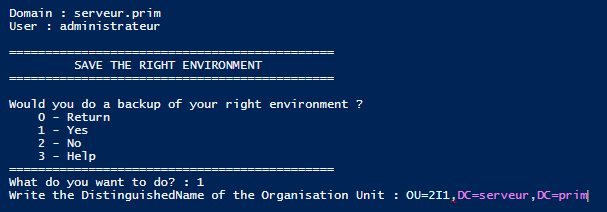 Domain : serveur.prim
User : administrateur
=============================================
SAVE THE RIGHT ENVIRONMENT
=============================================
Would you do a backup of your right environment ?
0 - Return
1 - Yes
2 - No
3 - Help
=============================================
What do you want to do? : 1
Write the DistinguishedName of the Organisation Unit : OU=2I1,DC=serveur,DC=prim